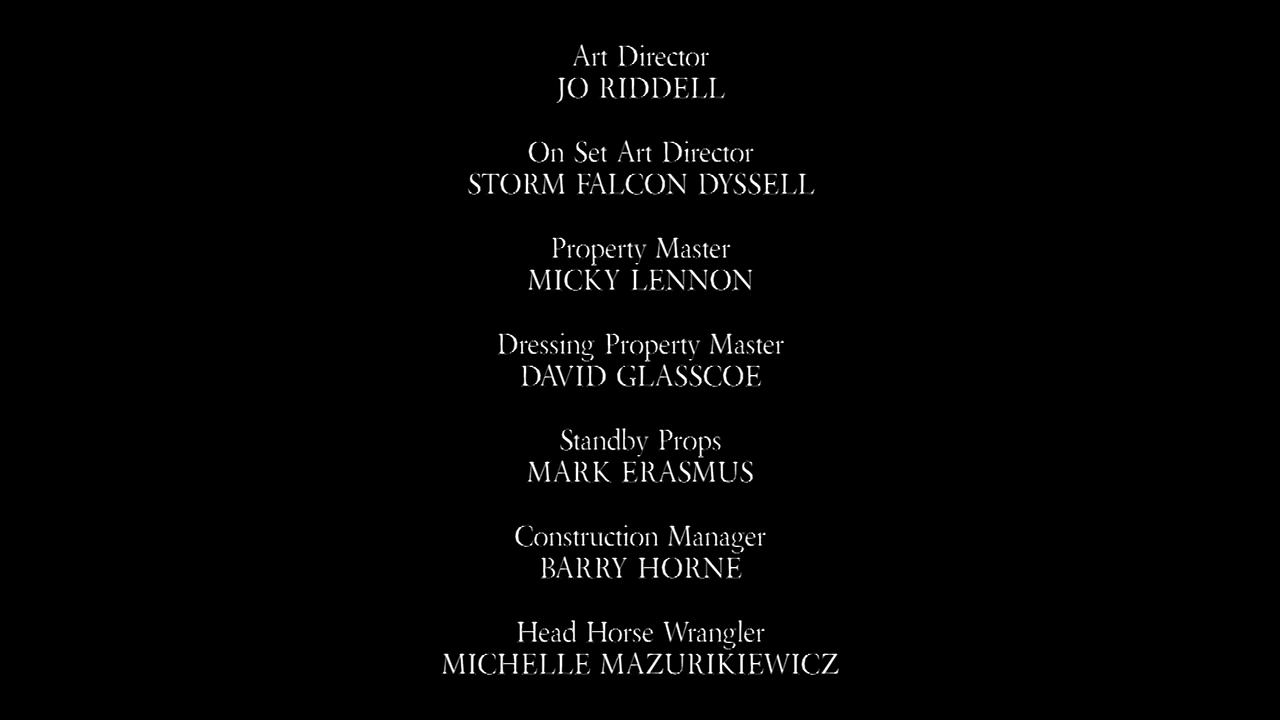 Art Director
JO RIDDELL
On Set Art Director
STORM FALCON DYSSELL
Property Master
MICKY LENNON
Dressing Property Master
DAVID GLASSCOE
Standby Props
MARK ERASMUS
Construction Manager
BARRY HORNE
Head Horse Wrangler
MICHELLE MAZURIKIEWICZ